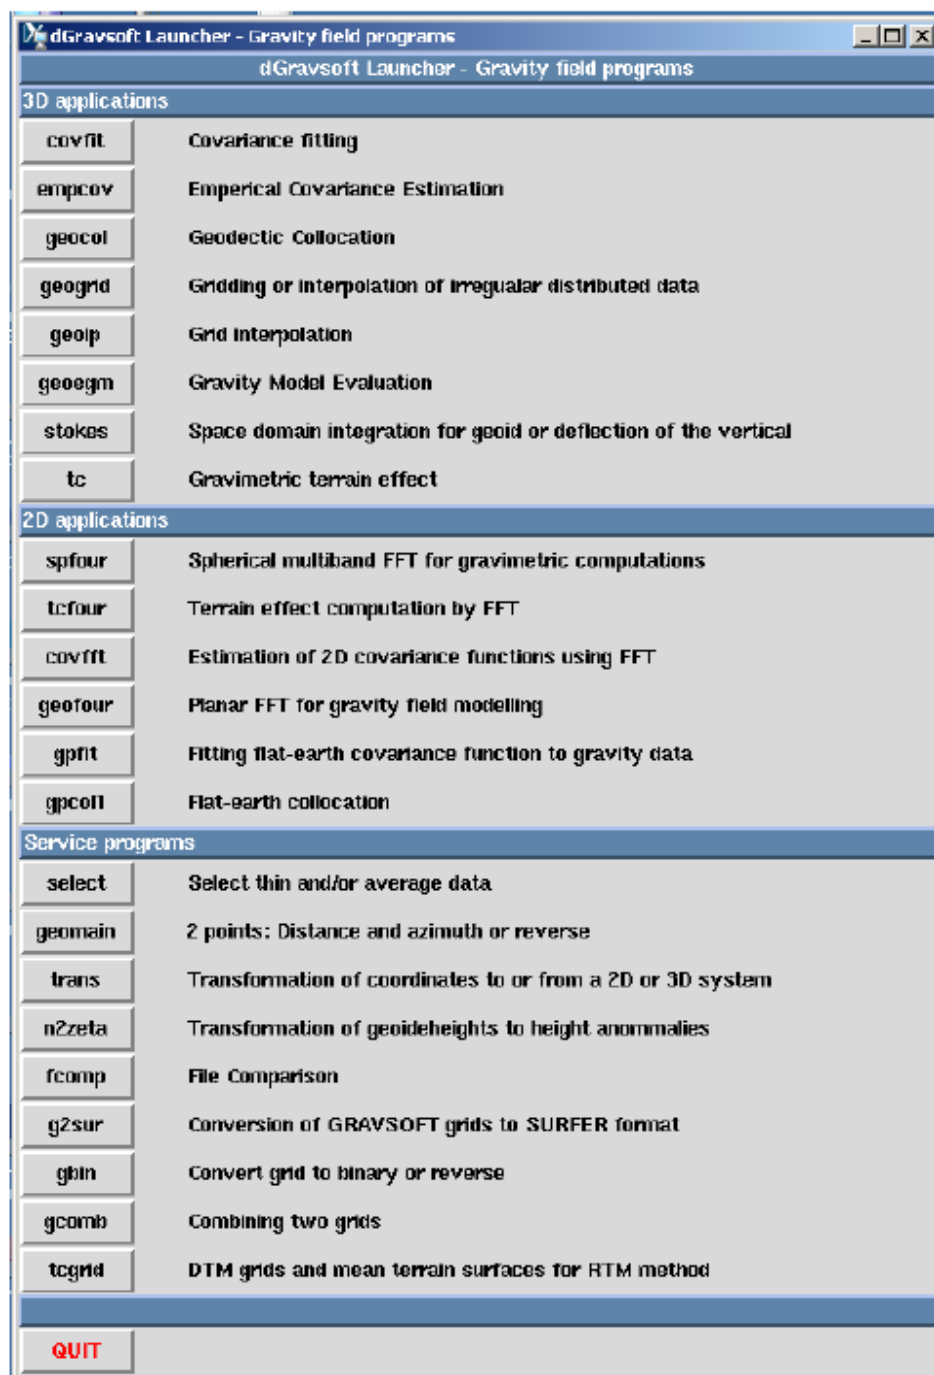 dGravsoft Launcher - Gravity field programs
dGravsoft Launcher - Gravity field programs
3D applications
covfit Covariance fitting
empcov Emperical Covariance Estimation
geocol Geodectic Collocation
geogrid Gridding or interpolation of irregualar distributed data
geoip Grid interpolation
geoegm Gravity Model Evaluation
stokes Space domain integration for geoid or deflection of the vertical
tc Gravimetric terrain effect
2D applications
spfour Spherical multiband FFT for gravimetric computations
tcfour Terrain effect computation by FFT
covfft Estimation of 2D covariance functions using FFT
geofour Planar FFT for gravity field modelling
gpfit Fitting flat-earth covariance function to gravity data
gpcoll Flat-earth collocation
Service programs
select Select thin and/or average data
geomain 2 points: Distance and azimuth or reverse
trans Transformation of coordinates to or from a 2D or 3D system
n2zeta Transformation of geoideheights to height anommalies
fcomp File Comparison
g2sur Conversion of GRAVSOFT grids to SURFER format
gbin Convert grid to binary or reverse
gcomb Combining two grids
tcgrid DTM grids and mean terrain surfaces for RTM method
QUIT